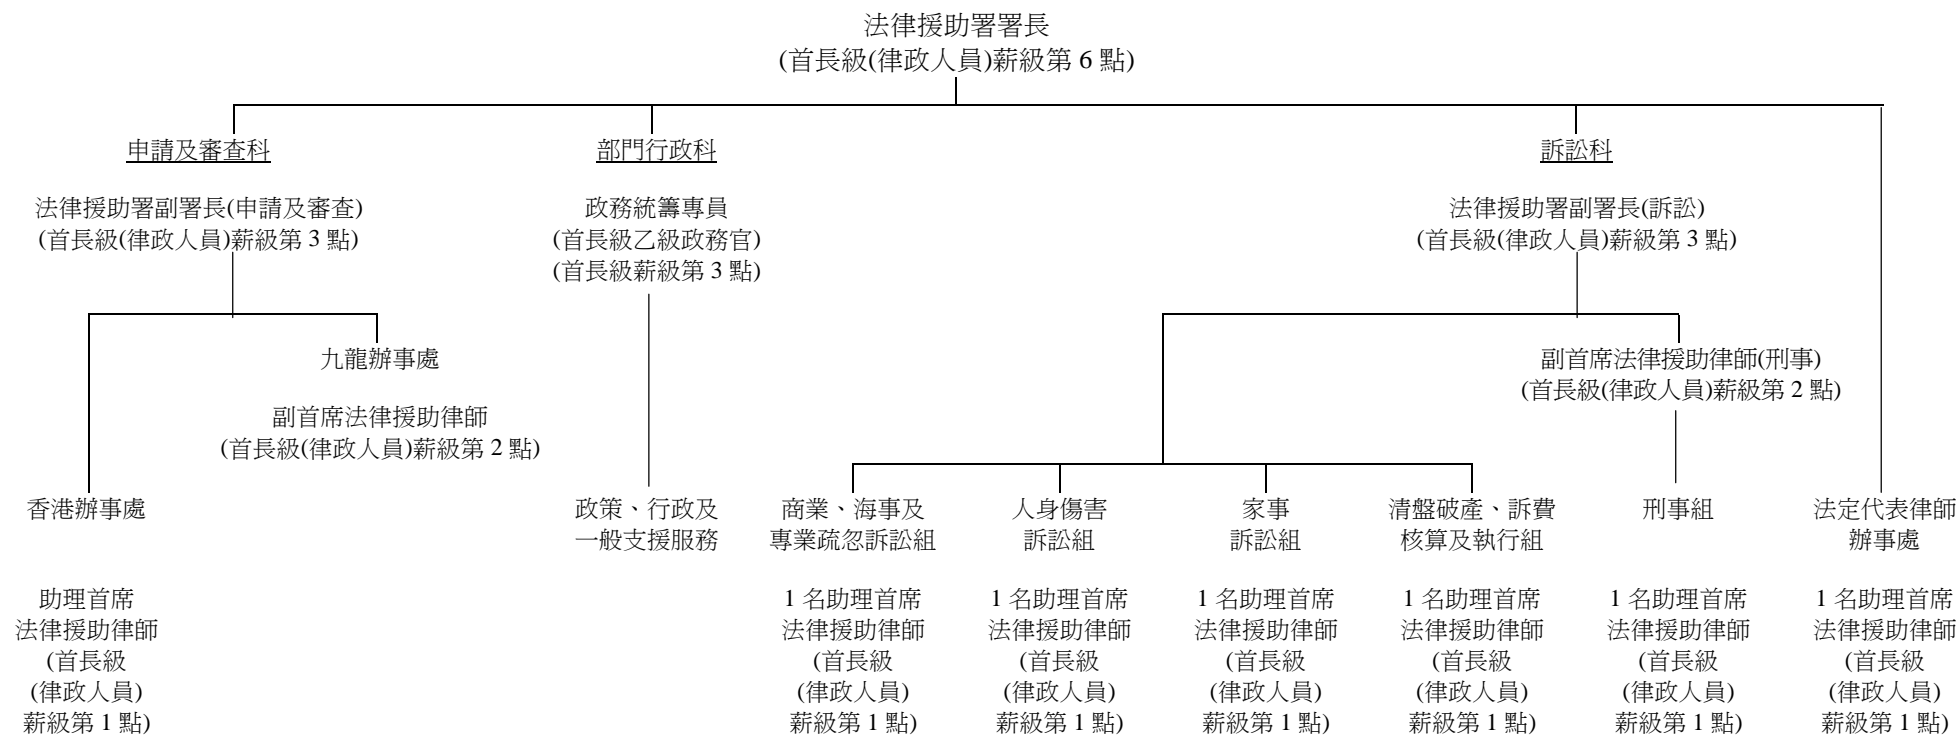 法律援助署署長
(首長級(律政人員)薪級第 6 點)
申請及審查科
法律援助署副署長(申請及審查)
(首長級(律政人員)薪級第 3 點)
部門行政科
政務統籌專員
(首長級乙級政務官)
(首長級薪級第 3 點)
訴訟科
法律援助署副署長(訴訟)
(首長級(律政人員)薪級第 3 點)
九龍辦事處
副首席法律援助律師
(首長級(律政人員)薪級第 2 點)
副首席法律援助律師(刑事)
(首長級(律政人員)薪級第 2 點)
香港辦事處
助理首席
法律援助律師
(首長級
(律政人員)
薪級第 1 點)
政策、行政及
一般支援服務
商業、海事及
專業疏忽訴訟組
1 名助理首席
法律援助律師
(首長級
(律政人員)
薪級第 1 點)
人身傷害
訴訟組
1 名助理首席
法律援助律師
(首長級
(律政人員)
薪級第 1 點)
家事
訴訟組
1 名助理首席
法律援助律師
(首長級
(律政人員)
薪級第 1 點)
清盤破產、訴費
核算及執行組
1 名助理首席
法律援助律師
(首長級
(律政人員)
薪級第 1 點)
刑事組
1 名助理首席
法律援助律師
(首長級
(律政人員)
薪級第 1 點)
法定代表律師
辦事處
1 名助理首席
法律援助律師
(首長級
(律政人員)
薪級第 1 點)